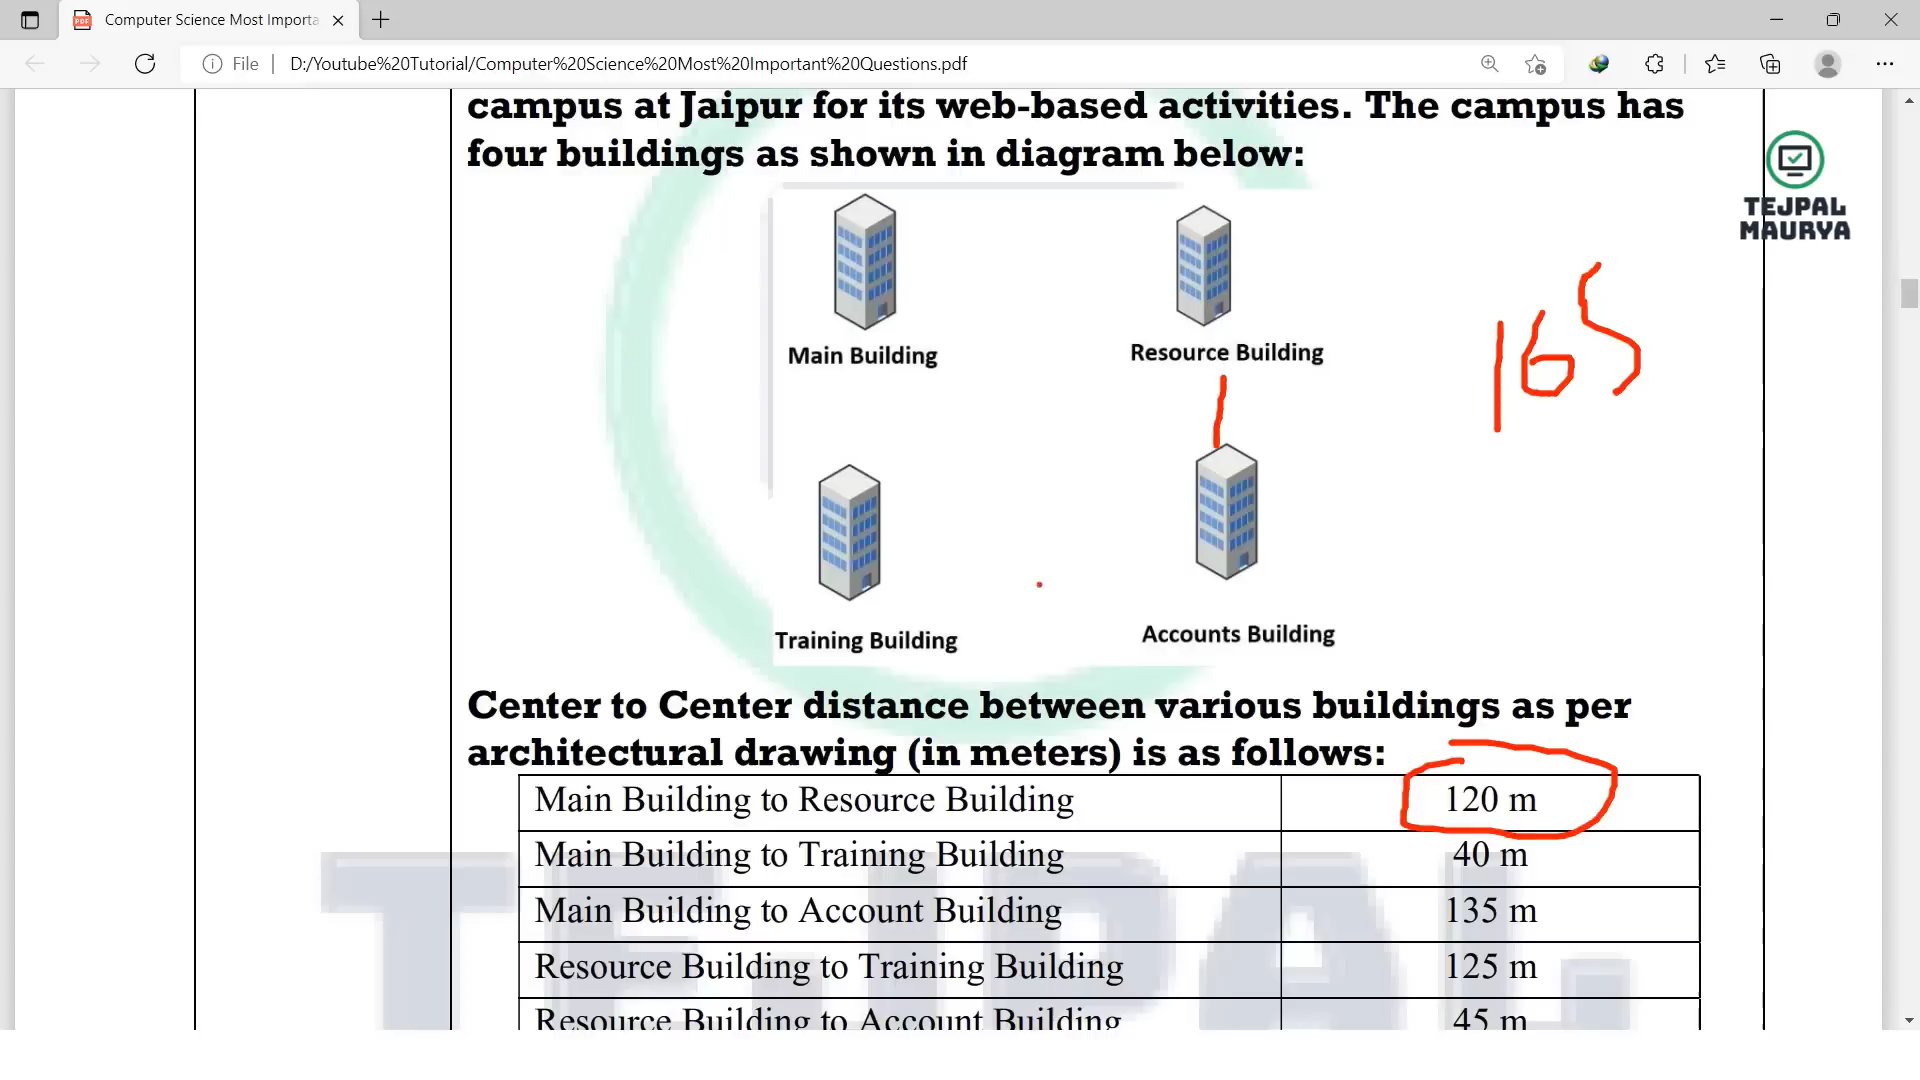 Computer Science Most Importa
File
D:/Youtube%20Tutorial/Computer%20Science%20Most%20Important%20Questions.pdf
campus at Jaipur for its web-based activities. The campus has
four buildings as shown in diagram below:
TEJPAL
MAURYA
Main Building
Resource Building
165
Training Building
Accounts Building
Center to Center distance between various buildings as per
architectural drawing (in meters) is as follows:
Main Building to Resource Building 120 m
Main Building to Training Building 40 m
Main Building to Account Building 135 m
Resource Building to Training Building 125 m
Resource Building to Account Building 45 m
TEJPAL